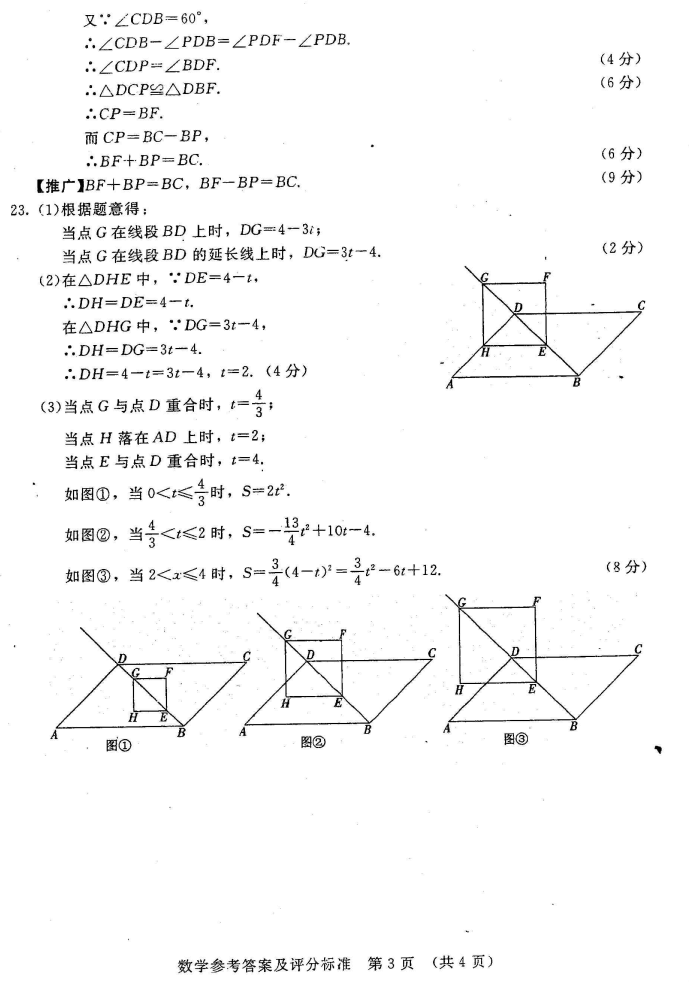 又∵∠CDB=60°，
∴∠CDB-∠PDB=∠PDF-∠PDB.
∴∠CDP=∠BDF. (4分)
∴△DCP≌△DBF. (6分)
∴CP=BF.
而CP=BC-BP，
∴BF+BP=BC. (6分)
【推广】BF+BP=BC，BF-BP=BC. (9分)
23. (1)根据题意得：
当点G在线段BD上时，DG=4-3t；
当点G在线段BD的延长线上时，DG=3t-4. (2分)
(2)在△DHE中，∵DE=4-t，
∴DH=DE=4-t.
在△DHG中，∵DG=3t-4，
∴DH=DG=3t-4.
∴DH=4-t=3t-4，t=2.(4分)
G F
D C
H E
A B
(3)当点G与点D重合时，t=4/3；
当点H落在AD上时，t=2；
当点E与点D重合时，t=4.
如图①，当0<t≤4/3时，S=2t².
如图②，当4/3<t≤2时，S=-13/4t²+10t-4.
如图③，当2<x≤4时，S=3/4(4-t)²=3/4t²-6t+12. (8分)
D C
G F
H E
A B
图①
G F
D C
H E
A B
图②
G F
D C
H E
A B
图③
数学参考答案及评分标准 第3页 (共4页)